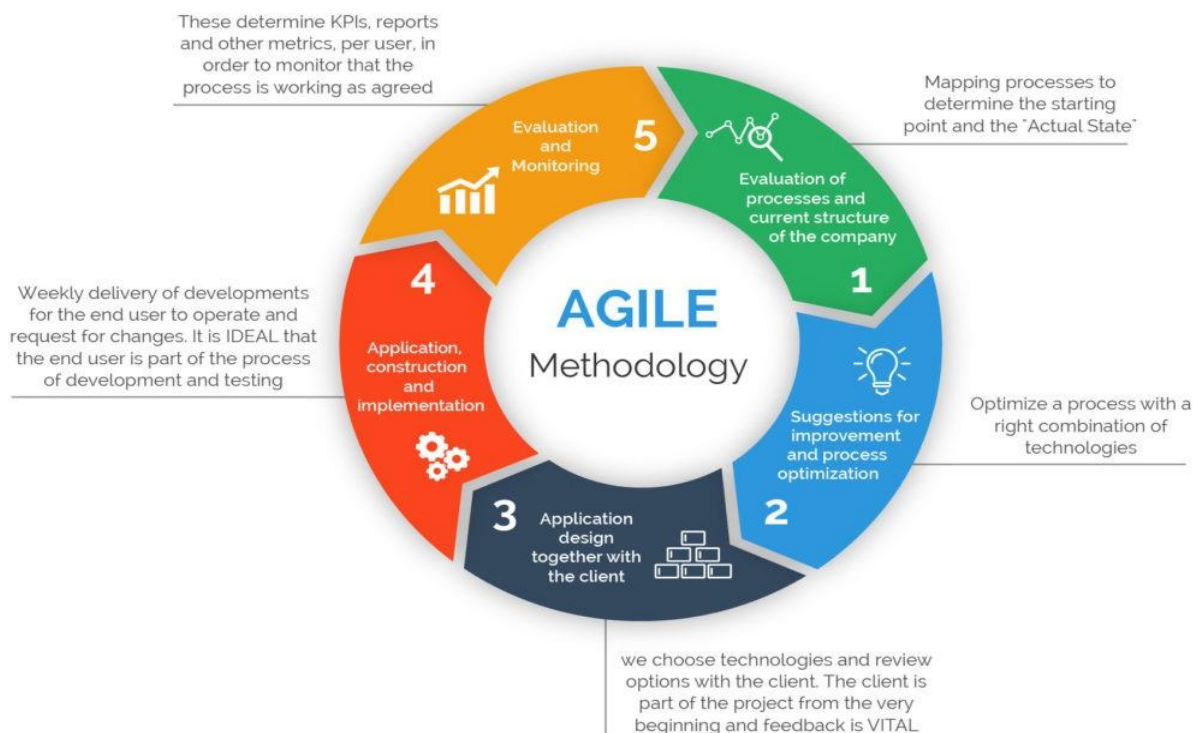 AGILE
Methodology
1
Evaluation of
processes and
current structure
of the company
Mapping processes to
determine the starting
point and the "Actual State"
2
Suggestions for
improvement
and process
optimization
Optimize a process with a
right combination of
technologies
3
Application
design
together with
the client
we choose technologies and review
options with the client. The client is
part of the project from the very
beginning and feedback is VITAL
4
Application,
construction
and
implementation
Weekly delivery of developments
for the end user to operate and
request for changes. It is IDEAL that
the end user is part of the process
of development and testing
5
Evaluation
and
Monitoring
These determine KPIs, reports
and other metrics, per user, in
order to monitor that the
process is working as agreed